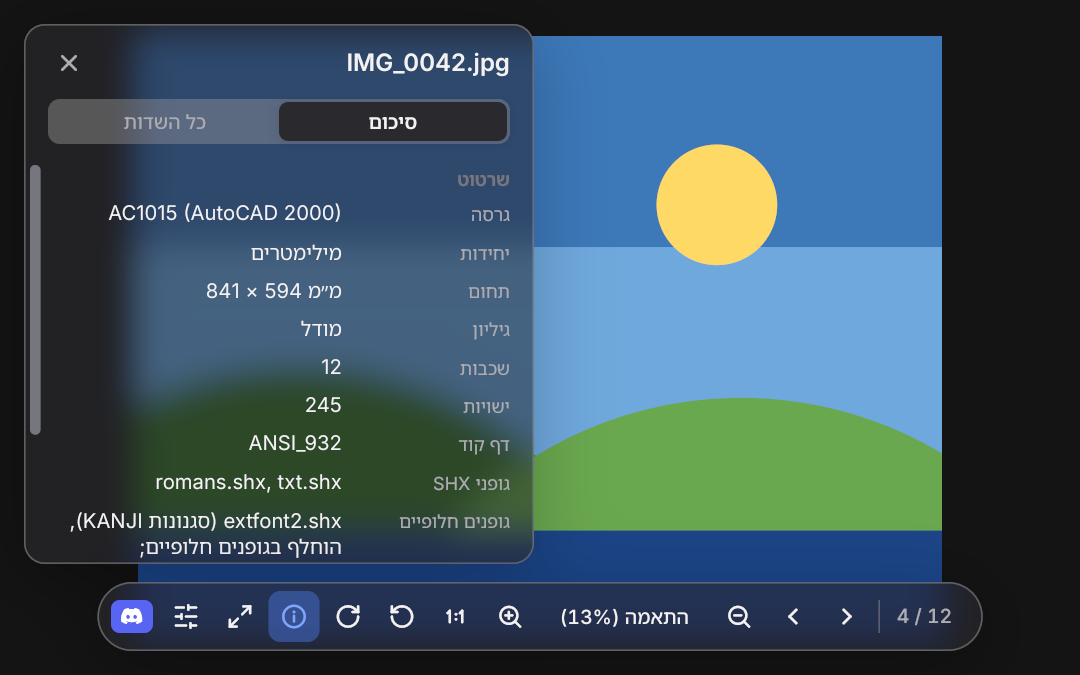 IMG_0042.jpg
סיכום
כל השדות
שרטוט
גרסה AC1015 (AutoCAD 2000)
יחידות מילימטרים
תחום 841 × 594 מ״מ
גיליון מודל
שכבות 12
ישויות 245
דף קוד ANSI_932
גופני SHX romans.shx, txt.shx
גופנים חלופיים extfont2.shx (סגנונות KANJI),
הוחלף בגופנים חלופיים;
4 / 12
התאמה (13%)
1:1